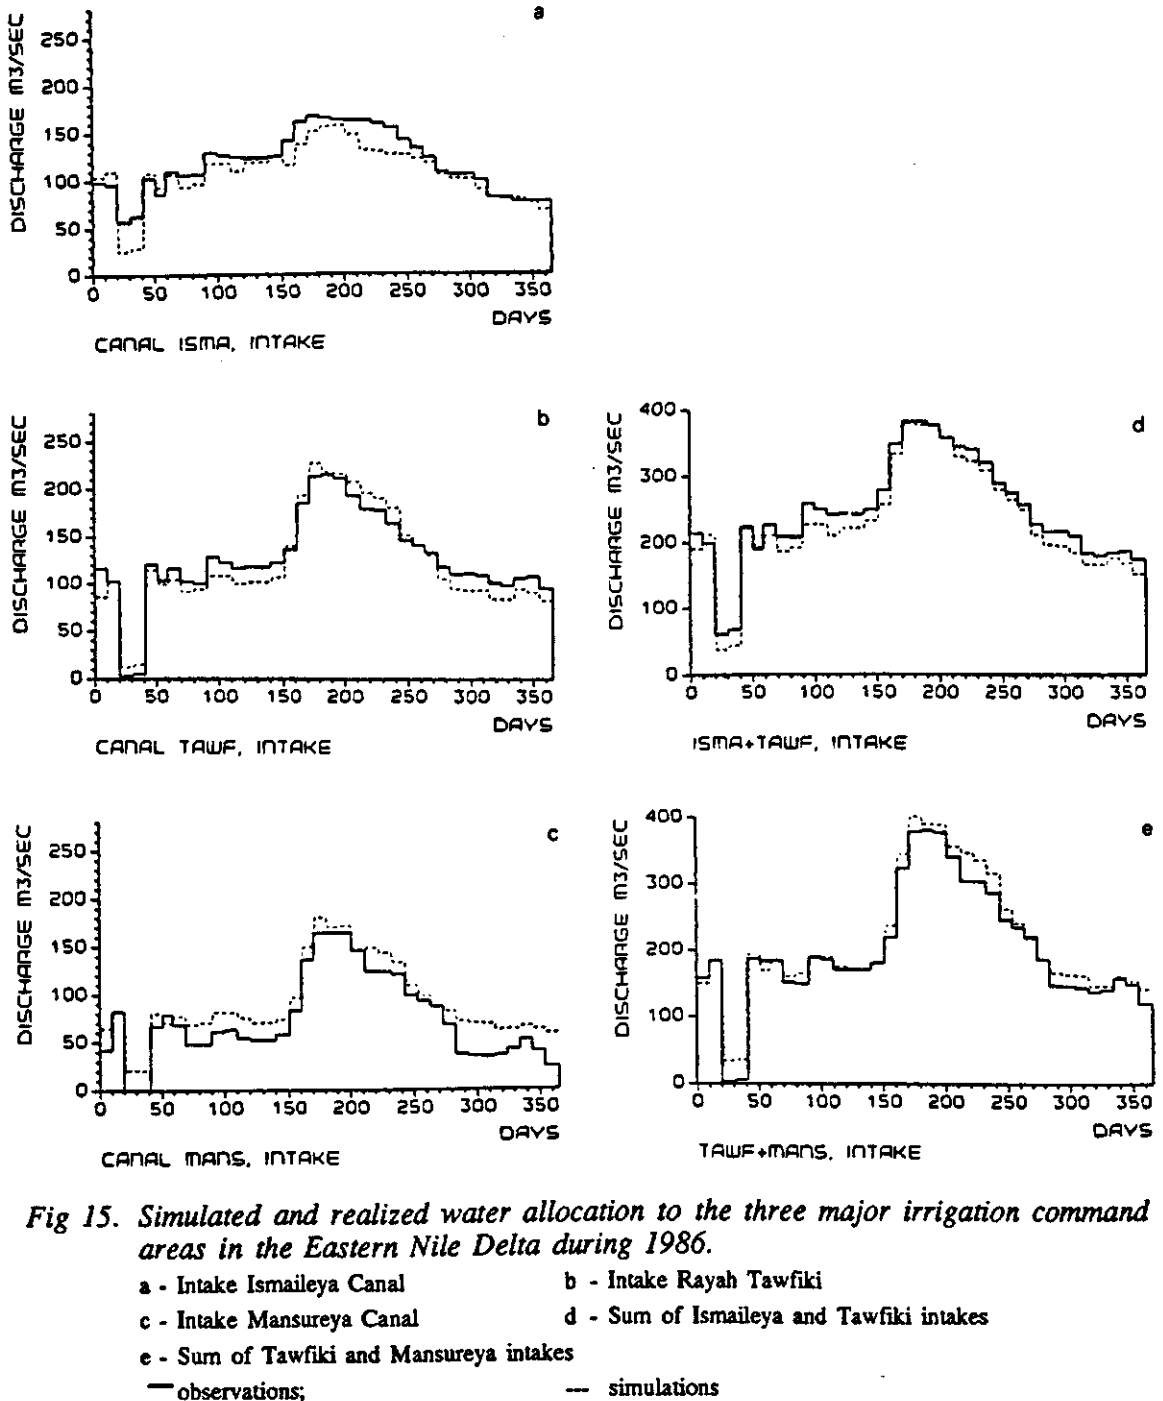 a
DISCHARGE M3/SEC
250
200
150
100
50
0
0 50 100 150 200 250 300 350
DAYS
CANAL ISMA, INTAKE
b
DISCHARGE M3/SEC
250
200
150
100
50
0
0 50 100 150 200 250 300 350
DAYS
CANAL TAWF, INTAKE
d
DISCHARGE M3/SEC
400
300
200
100
0
0 50 100 150 200 250 300 350
DAYS
ISMA+TAWF, INTAKE
c
DISCHARGE M3/SEC
250
200
150
100
50
0
0 50 100 150 200 250 300 350
DAYS
CANAL MANS, INTAKE
e
DISCHARGE M3/SEC
400
300
200
100
0
0 50 100 150 200 250 300 350
DAYS
TAWF+MANS, INTAKE
Fig 15. Simulated and realized water allocation to the three major irrigation command
areas in the Eastern Nile Delta during 1986.
a - Intake Ismaileya Canal b - Intake Rayah Tawfiki
c - Intake Mansureya Canal d - Sum of Ismaileya and Tawfiki intakes
e - Sum of Tawfiki and Mansureya intakes
— observations; --- simulations